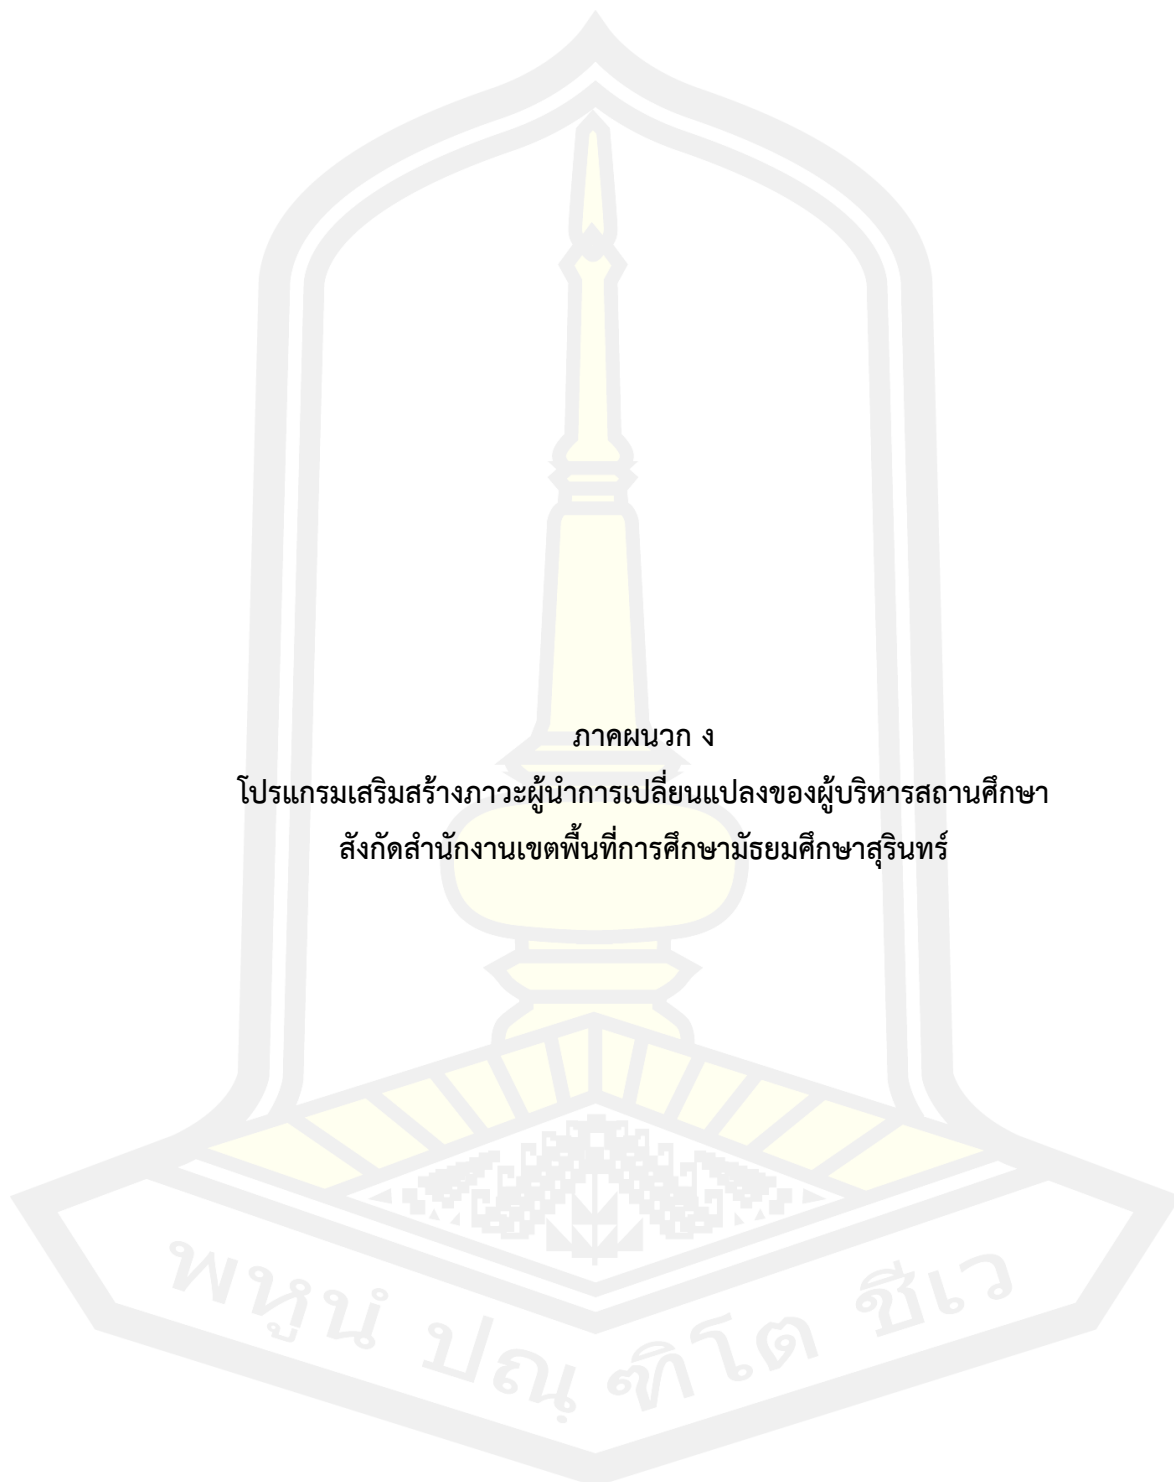 ภาคผนวก ง
โปรแกรมเสริมสร้างภาวะผู้นำการเปลี่ยนแปลงของผู้บริหารสถานศึกษา
สังกัดสำนักงานเขตพื้นที่การศึกษามัธยมศึกษาสุรินทร์
พหูนํ ปณฺฑิโต ชีเว